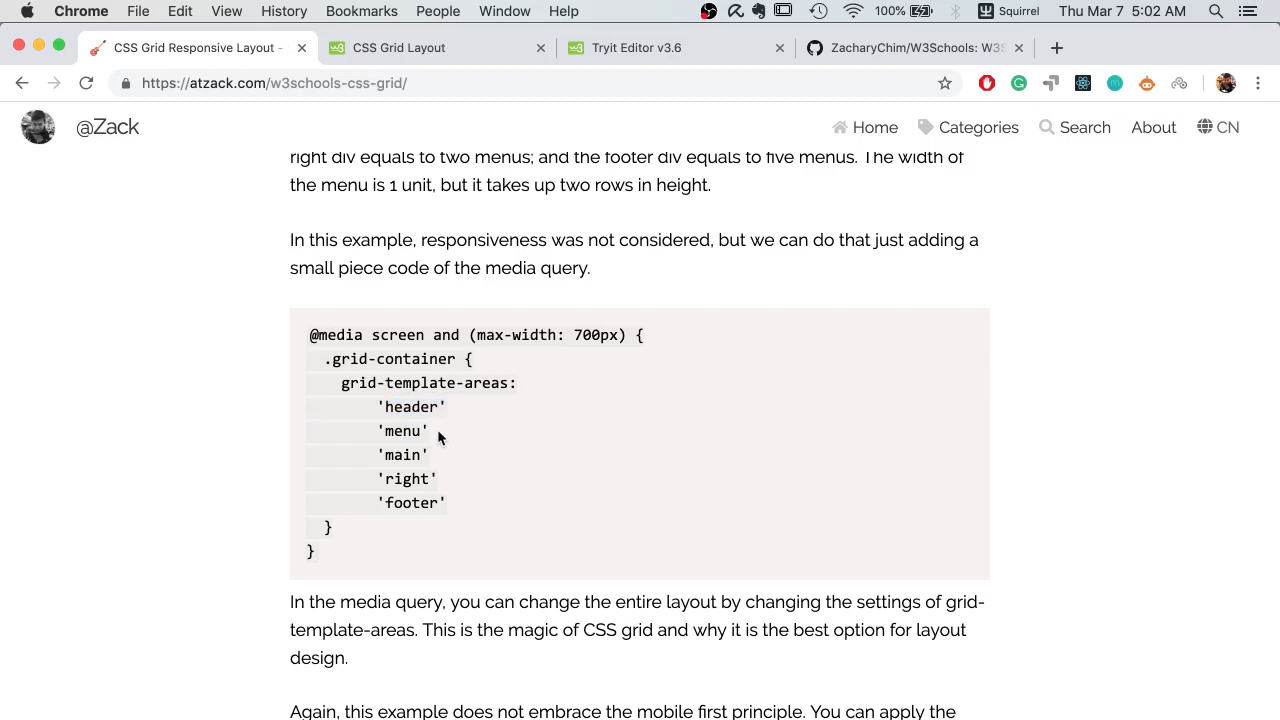 Chrome File Edit View History Bookmarks People Window Help 100% Squirrel Thu Mar 7 5:02 AM
CSS Grid Responsive Layout - CSS Grid Layout Tryit Editor v3.6 ZacharyChim/W3Schools: W3S
https://atzack.com/w3schools-css-grid/
@Zack Home Categories Search About CN
right div equals to two menus; and the footer div equals to five menus. The width of
the menu is 1 unit, but it takes up two rows in height.
In this example, responsiveness was not considered, but we can do that just adding a
small piece code of the media query.
@media screen and (max-width: 700px) {
.grid-container {
grid-template-areas:
'header'
'menu'
'main'
'right'
'footer'
}
}
In the media query, you can change the entire layout by changing the settings of grid-
template-areas. This is the magic of CSS grid and why it is the best option for layout
design.
Again, this example does not embrace the mobile first principle. You can apply the